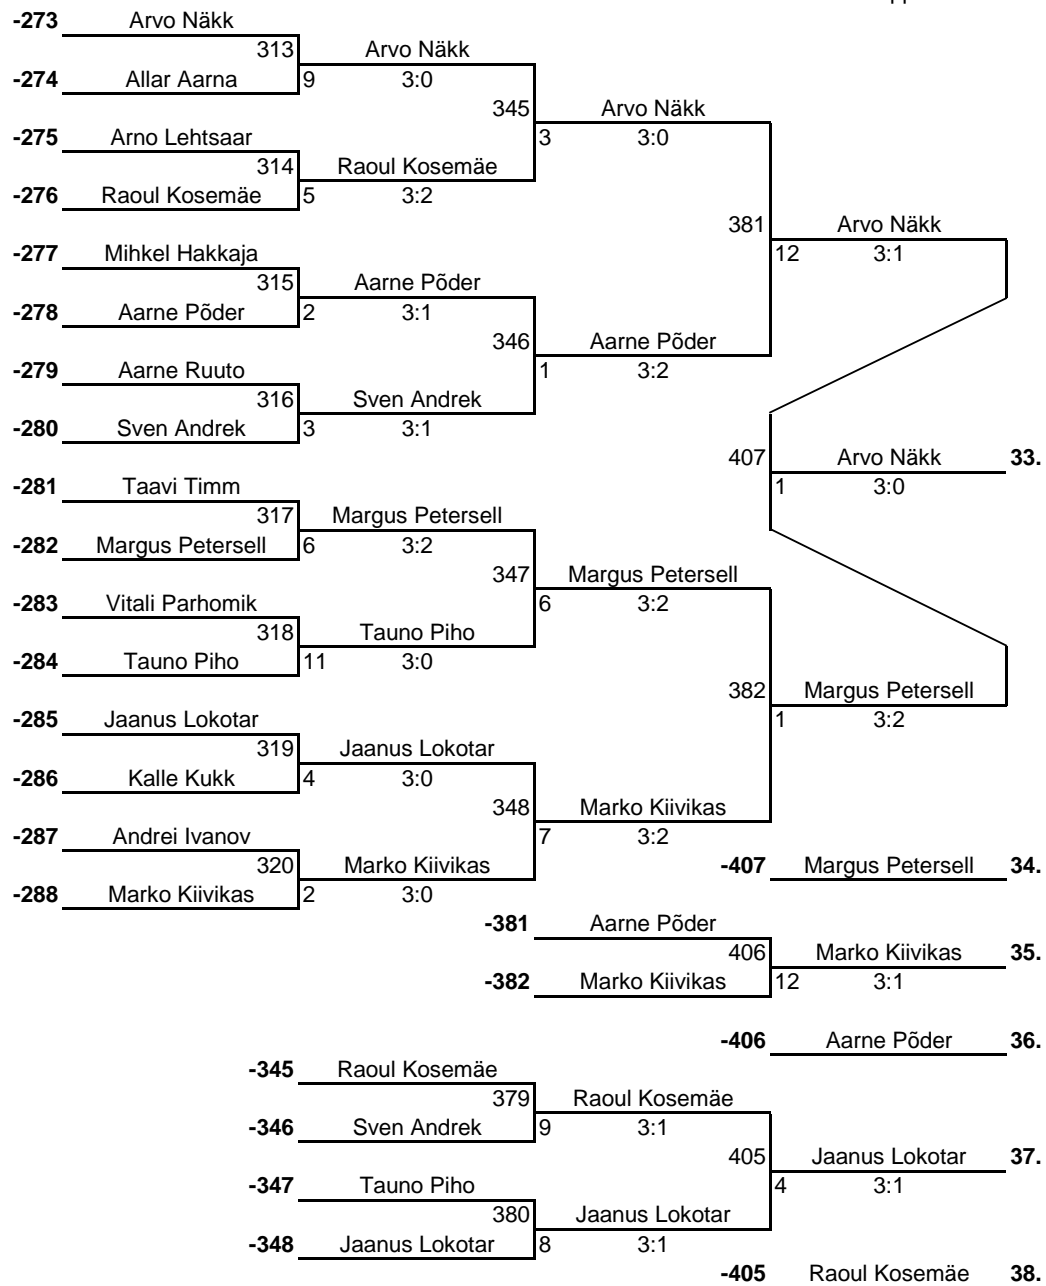 -273 Arvo Näkk
313 Arvo Näkk
-274 Allar Aarna 9 3:0
345 Arvo Näkk
-275 Arno Lehtsaar 3 3:0
314 Raoul Kosemäe
-276 Raoul Kosemäe 5 3:2
381 Arvo Näkk
-277 Mihkel Hakkaja 12 3:1
315 Aarne Põder
-278 Aarne Põder 2 3:1
346 Aarne Põder
-279 Aarne Ruuto 1 3:2
316 Sven Andrek
-280 Sven Andrek 3 3:1
407 Arvo Näkk 33.
-281 Taavi Timm 1 3:0
317 Margus Petersell
-282 Margus Petersell 6 3:2
347 Margus Petersell
-283 Vitali Parhomik 6 3:2
318 Tauno Piho
-284 Tauno Piho 11 3:0
382 Margus Petersell
-285 Jaanus Lokotar 1 3:2
319 Jaanus Lokotar
-286 Kalle Kukk 4 3:0
348 Marko Kiivikas
-287 Andrei Ivanov 7 3:2
320 Marko Kiivikas -407 Margus Petersell 34.
-288 Marko Kiivikas 2 3:0
-381 Aarne Põder
406 Marko Kiivikas 35.
-382 Marko Kiivikas 12 3:1
-406 Aarne Põder 36.
-345 Raoul Kosemäe
379 Raoul Kosemäe
-346 Sven Andrek 9 3:1
405 Jaanus Lokotar 37.
-347 Tauno Piho 4 3:1
380 Jaanus Lokotar
-348 Jaanus Lokotar 8 3:1
-405 Raoul Kosemäe 38.